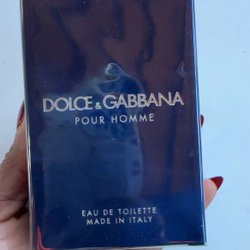 DOLCE & GABBANA
POUR HOMME
EAU DE TOILETTE
MADE IN ITALY